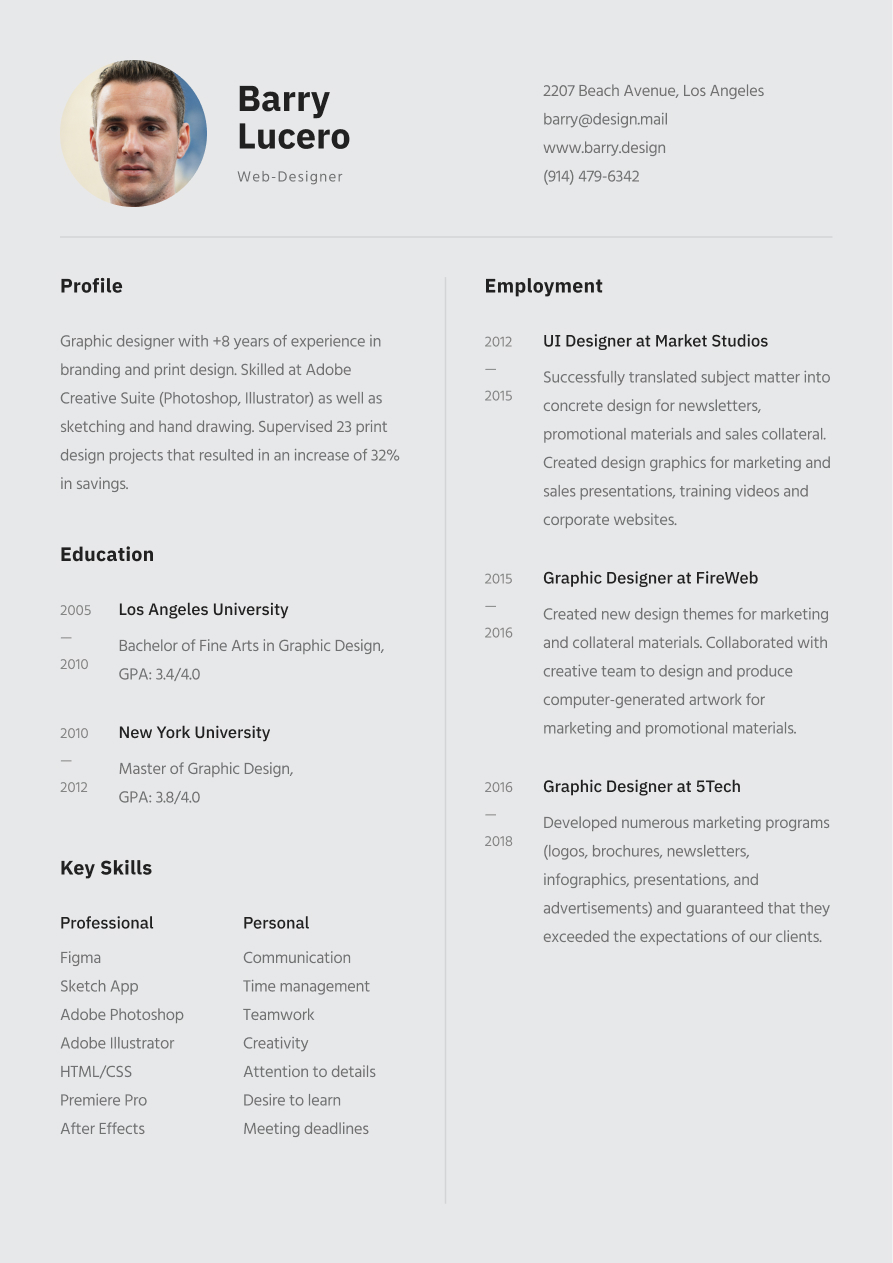 Barry
Lucero
Web-Designer
2207 Beach Avenue, Los Angeles
barry@design.mail
www.barry.design
(914) 479-6342
Profile
Graphic designer with +8 years of experience in
branding and print design. Skilled at Adobe
Creative Suite (Photoshop, Illustrator) as well as
sketching and hand drawing. Supervised 23 print
design projects that resulted in an increase of 32%
in savings.
Education
2005
—
2010
Los Angeles University
Bachelor of Fine Arts in Graphic Design,
GPA: 3.4/4.0
2010
—
2012
New York University
Master of Graphic Design,
GPA: 3.8/4.0
Key Skills
Professional
Figma
Sketch App
Adobe Photoshop
Adobe Illustrator
HTML/CSS
Premiere Pro
After Effects
Personal
Communication
Time management
Teamwork
Creativity
Attention to details
Desire to learn
Meeting deadlines
Employment
2012
—
2015
UI Designer at Market Studios
Successfully translated subject matter into
concrete design for newsletters,
promotional materials and sales collateral.
Created design graphics for marketing and
sales presentations, training videos and
corporate websites.
2015
—
2016
Graphic Designer at FireWeb
Created new design themes for marketing
and collateral materials. Collaborated with
creative team to design and produce
computer-generated artwork for
marketing and promotional materials.
2016
—
2018
Graphic Designer at 5Tech
Developed numerous marketing programs
(logos, brochures, newsletters,
infographics, presentations, and
advertisements) and guaranteed that they
exceeded the expectations of our clients.